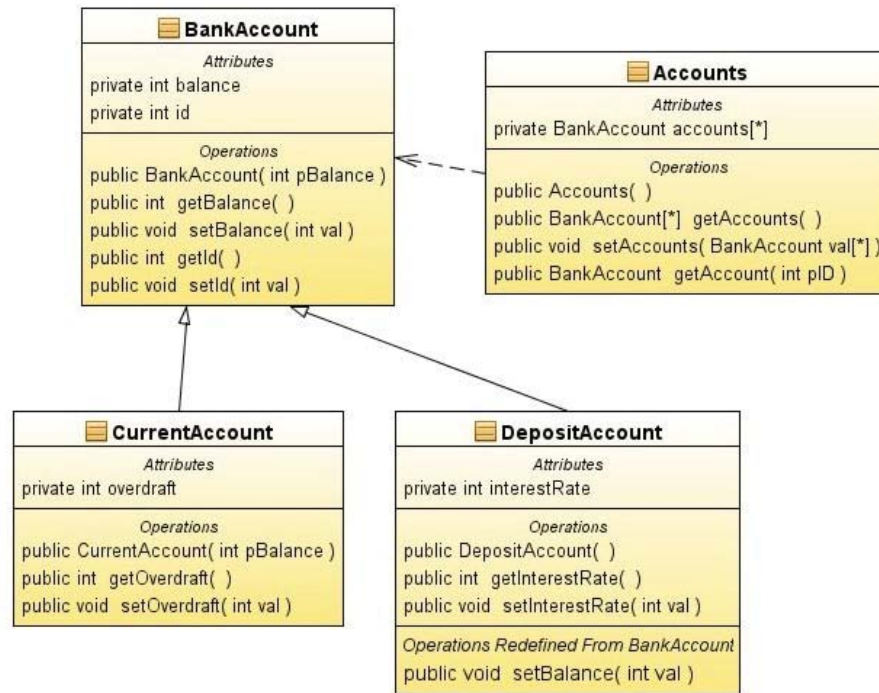 BankAccount
Attributes
private int balance
private int id
Operations
public BankAccount( int pBalance )
public int getBalance( )
public void setBalance( int val )
public int getId( )
public void setId( int val )
Accounts
Attributes
private BankAccount accounts[*]
Operations
public Accounts( )
public BankAccount[*] getAccounts( )
public void setAccounts( BankAccount val[*] )
public BankAccount getAccount( int pID )
CurrentAccount
Attributes
private int overdraft
Operations
public CurrentAccount( int pBalance )
public int getOverdraft( )
public void setOverdraft( int val )
DepositAccount
Attributes
private int interestRate
Operations
public DepositAccount( )
public int getInterestRate( )
public void setInterestRate( int val )
Operations Redefined From BankAccount
public void setBalance( int val )